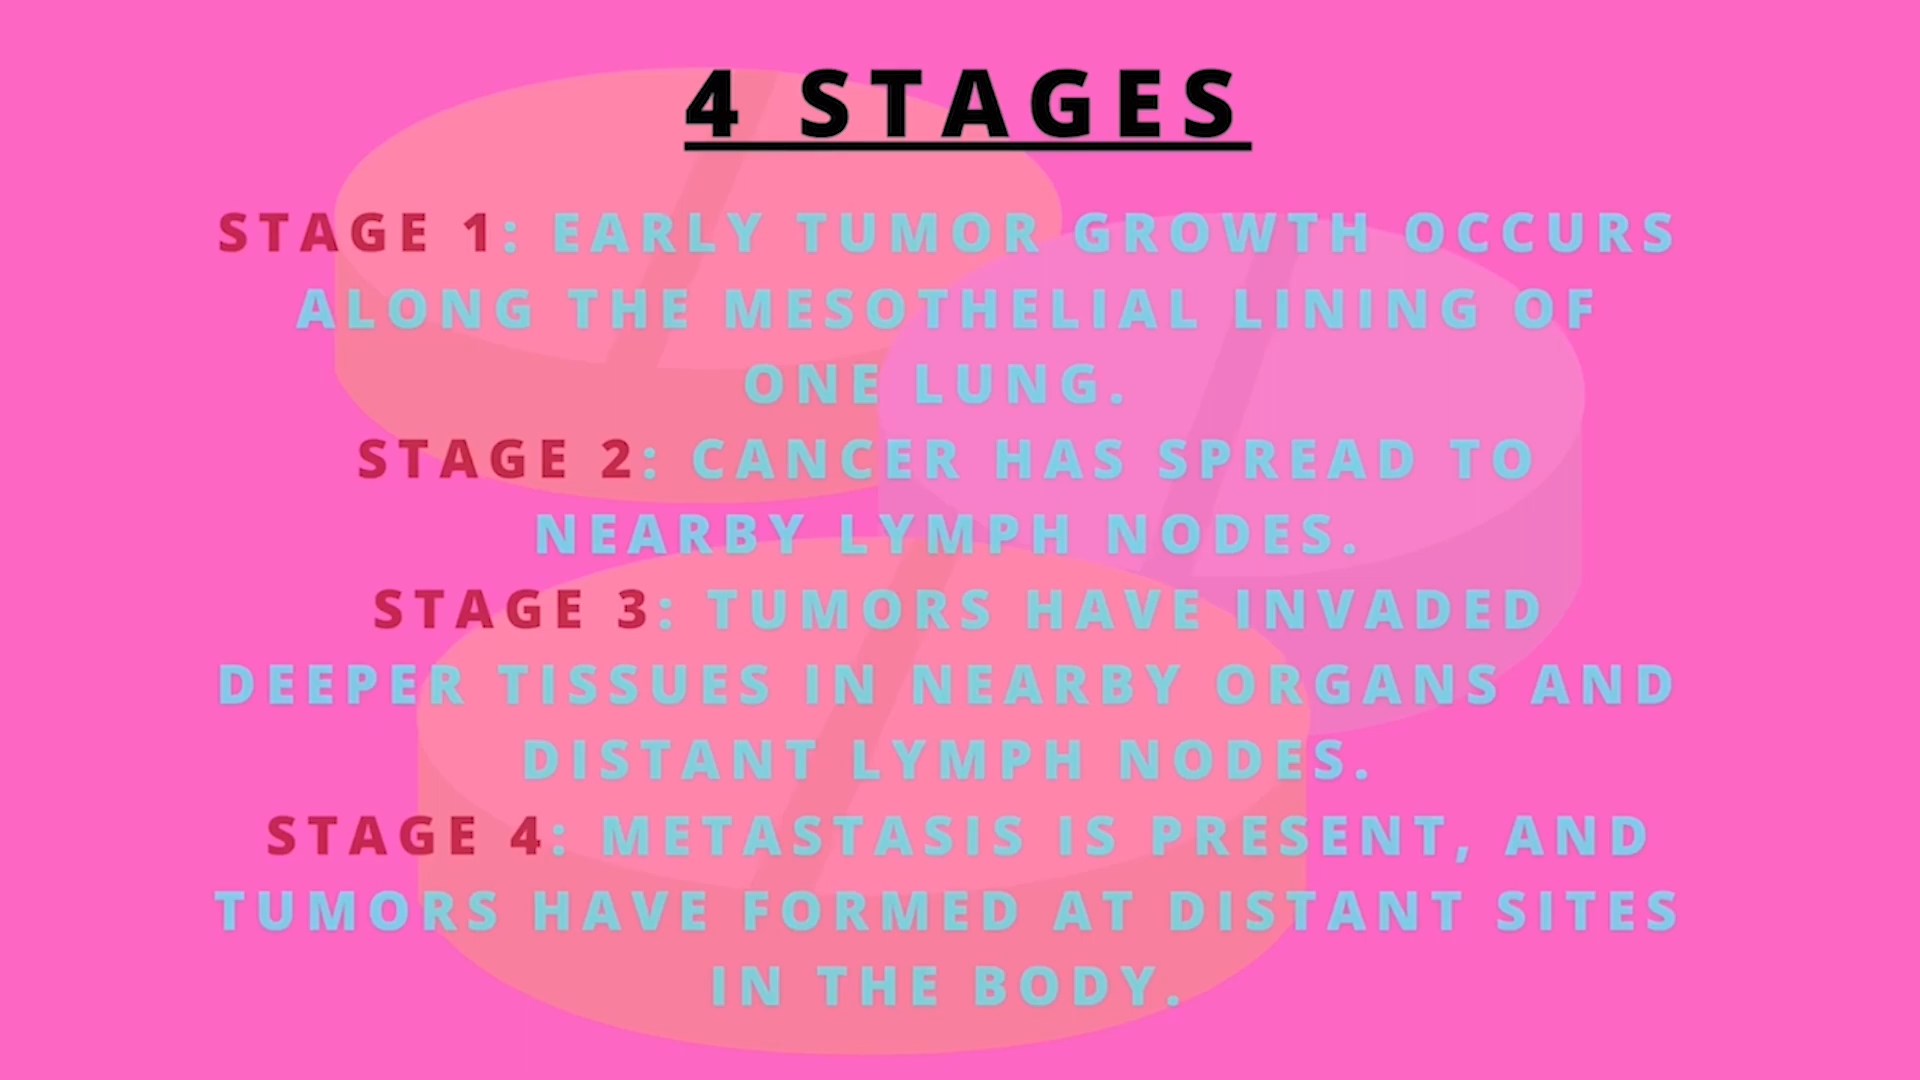 4 STAGES
STAGE 1: EARLY TUMOR GROWTH OCCURS
ALONG THE MESOTHELIAL LINING OF
ONE LUNG.
STAGE 2: CANCER HAS SPREAD TO
NEARBY LYMPH NODES.
STAGE 3: TUMORS HAVE INVADED
DEEPER TISSUES IN NEARBY ORGANS AND
DISTANT LYMPH NODES.
STAGE 4: METASTASIS IS PRESENT, AND
TUMORS HAVE FORMED AT DISTANT SITES
IN THE BODY.